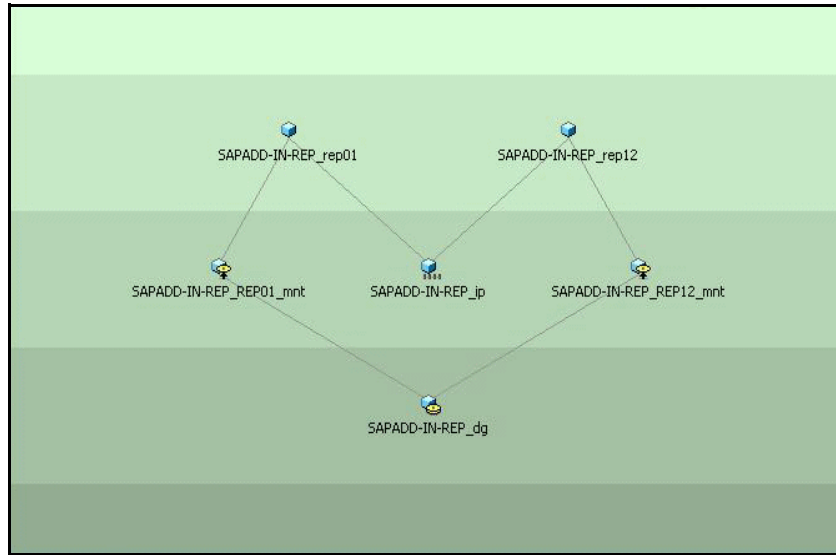 SAPADD-IN-REP_rep01
SAPADD-IN-REP_rep12
SAPADD-IN-REP_REP01_mnt
SAPADD-IN-REP_ip
SAPADD-IN-REP_REP12_mnt
SAPADD-IN-REP_dg